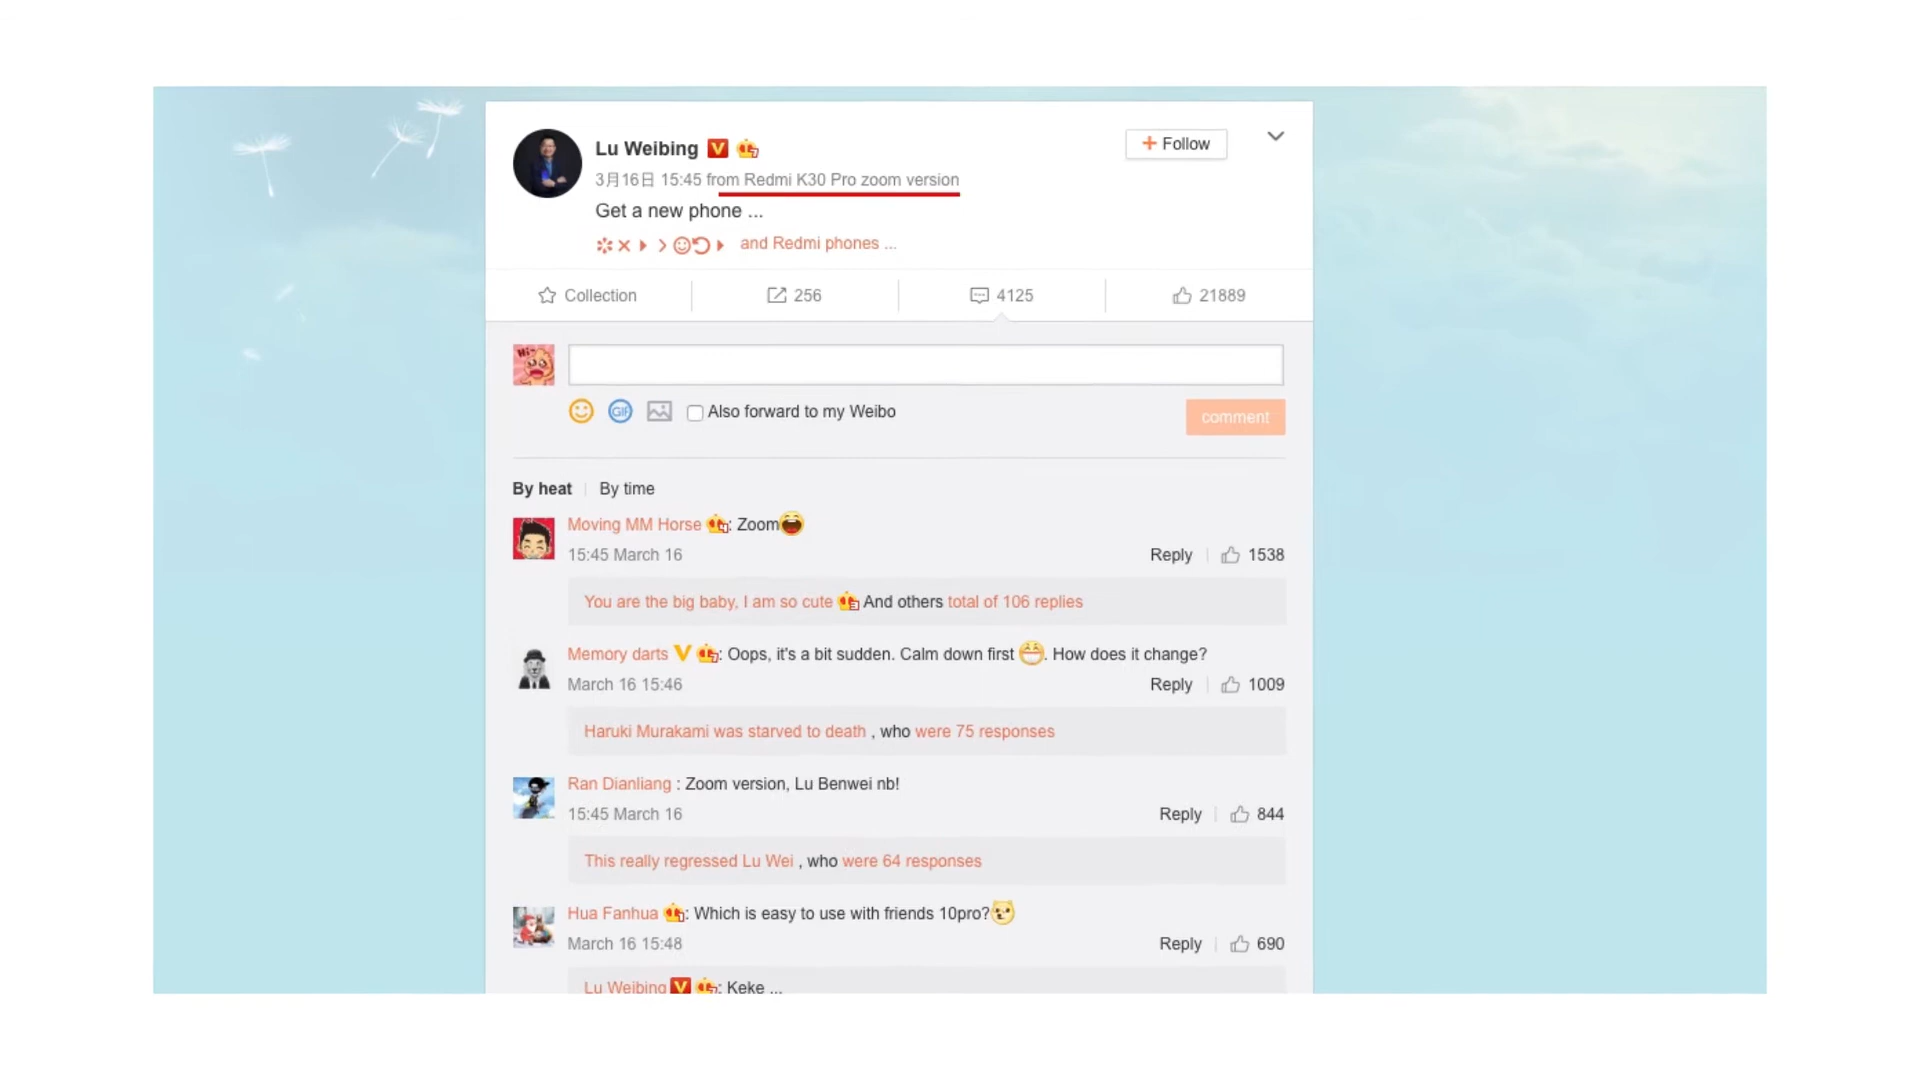 Lu Weibing
+ Follow
3月16日 15:45 from Redmi K30 Pro zoom version
Get a new phone ...
and Redmi phones ...
Collection
256
4125
21889
Hi~
GIF
Also forward to my Weibo
comment
By heat
By time
Moving MM Horse : Zoom
15:45 March 16
Reply
1538
You are the big baby, I am so cute And others total of 106 replies
Memory darts : Oops, it's a bit sudden. Calm down first . How does it change?
March 16 15:46
Reply
1009
Haruki Murakami was starved to death , who were 75 responses
Ran Dianliang : Zoom version, Lu Benwei nb!
15:45 March 16
Reply
844
This really regressed Lu Wei , who were 64 responses
Hua Fanhua : Which is easy to use with friends 10pro?
March 16 15:48
Reply
690
Lu Weibing : Keke ...